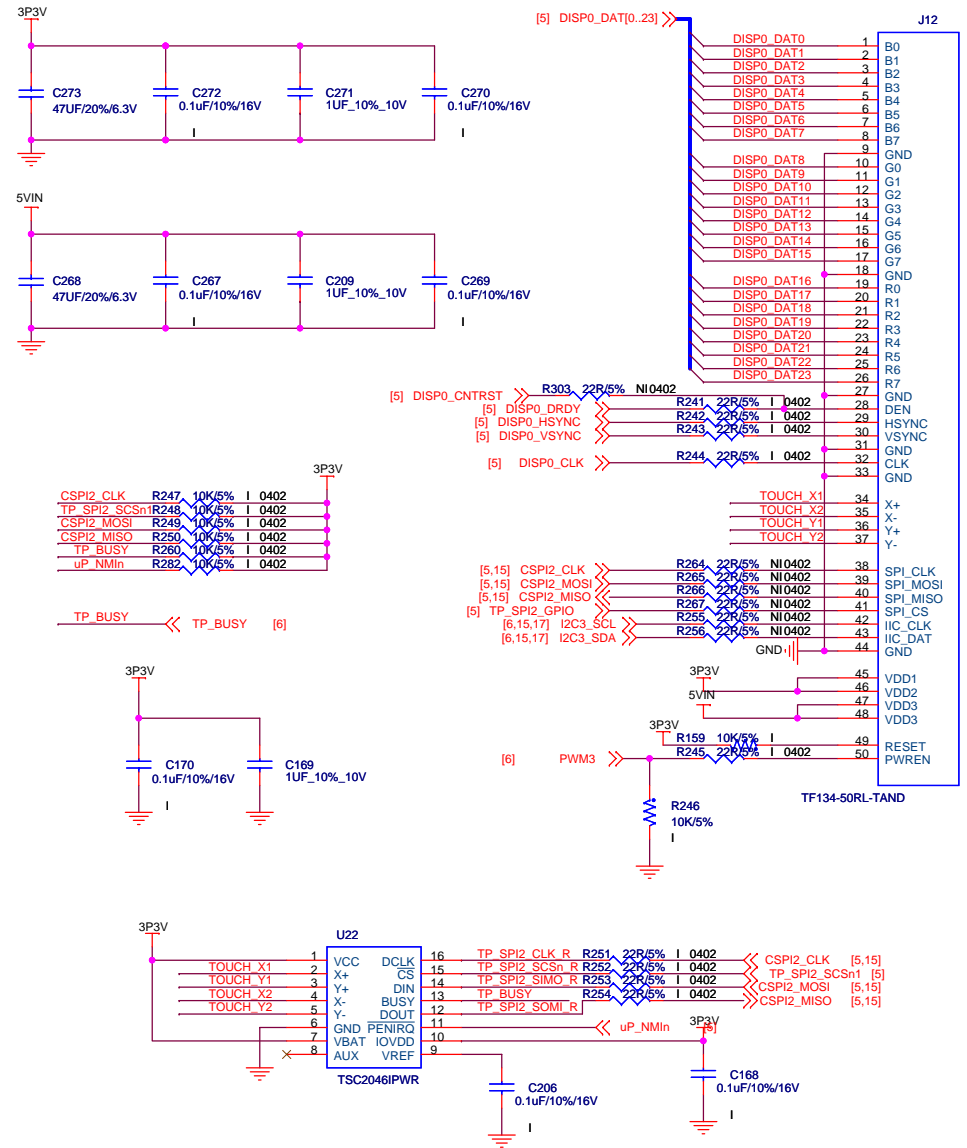 3P3V
[5] DISP0_DAT[0..23]
J12
C273
47UF/20%/6.3V
C272
0.1uF/10%/16V
I
C271
1UF_10%_10V
C270
0.1uF/10%/16V
I
5VIN
C268
47UF/20%/6.3V
C267
0.1uF/10%/16V
I
C209
1UF_10%_10V
C269
0.1uF/10%/16V
I
DISP0_DAT0 1 B0
DISP0_DAT1 2 B1
DISP0_DAT2 3 B2
DISP0_DAT3 4 B3
DISP0_DAT4 5 B4
DISP0_DAT5 6 B5
DISP0_DAT6 7 B6
DISP0_DAT7 8 B7
9 GND
DISP0_DAT8 10 G0
DISP0_DAT9 11 G1
DISP0_DAT10 12 G2
DISP0_DAT11 13 G3
DISP0_DAT12 14 G4
DISP0_DAT13 15 G5
DISP0_DAT14 16 G6
DISP0_DAT15 17 G7
18 GND
DISP0_DAT16 19 R0
DISP0_DAT17 20 R1
DISP0_DAT18 21 R2
DISP0_DAT19 22 R3
DISP0_DAT20 23 R4
DISP0_DAT21 24 R5
DISP0_DAT22 25 R6
DISP0_DAT23 26 R7
[5] DISP0_CNTRST R303 22R/5% NI0402 27 GND
[5] DISP0_DRDY R241 22R/5% I 0402 28 DEN
[5] DISP0_HSYNC R242 22R/5% I 0402 29 HSYNC
[5] DISP0_VSYNC R243 22R/5% I 0402 30 VSYNC
31 GND
[5] DISP0_CLK R244 22R/5% I 0402 32 CLK
33 GND
TOUCH_X1 34 X+
TOUCH_X2 35 X-
TOUCH_Y1 36 Y+
TOUCH_Y2 37 Y-
[5,15] CSPI2_CLK R264 22R/5% NI0402 38 SPI_CLK
[5,15] CSPI2_MOSI R265 22R/5% NI0402 39 SPI_MOSI
[5,15] CSPI2_MISO R266 22R/5% NI0402 40 SPI_MISO
[5] TP_SPI2_GPIO R267 22R/5% NI0402 41 SPI_CS
[6,15,17] I2C3_SCL R255 22R/5% NI0402 42 IIC_CLK
[6,15,17] I2C3_SDA R256 22R/5% NI0402 43 IIC_DAT
GND 44 GND
3P3V 45 VDD1
46 VDD2
5VIN 47 VDD3
48 VDD3
3P3V R159 10K/5% I 49 RESET
[6] PWM3 R245 22R/5% I 0402 50 PWREN
TF134-50RL-TAND
R246
10K/5%
I
3P3V
CSPI2_CLK R247 10K/5% I 0402
TP_SPI2_SCSn1 R248 10K/5% I 0402
CSPI2_MOSI R249 10K/5% I 0402
CSPI2_MISO R250 10K/5% I 0402
TP_BUSY R260 10K/5% I 0402
uP_NMIn R282 10K/5% I 0402
TP_BUSY TP_BUSY [6]
3P3V
C170
0.1uF/10%/16V
I
C169
1UF_10%_10V
3P3V
U22
1 VCC DCLK 16 TP_SPI2_CLK_R R251 22R/5% I 0402 CSPI2_CLK [5,15]
TOUCH_X1 2 X+ CS 15 TP_SPI2_SCSn_R R252 22R/5% I 0402 TP_SPI2_SCSn1 [5]
TOUCH_Y1 3 Y+ DIN 14 TP_SPI2_SIMO_R R253 22R/5% I 0402 CSPI2_MOSI [5,15]
TOUCH_X2 4 X- BUSY 13 TP_BUSY R254 22R/5% I 0402 CSPI2_MISO [5,15]
TOUCH_Y2 5 Y- DOUT 12 TP_SPI2_SOMI_R
6 GND PENIRQ 11 uP_NMIn [5]
7 VBAT IOVDD 10 3P3V
8 AUX VREF 9
TSC2046IPWR
C206
0.1uF/10%/16V
I
C168
0.1uF/10%/16V
I